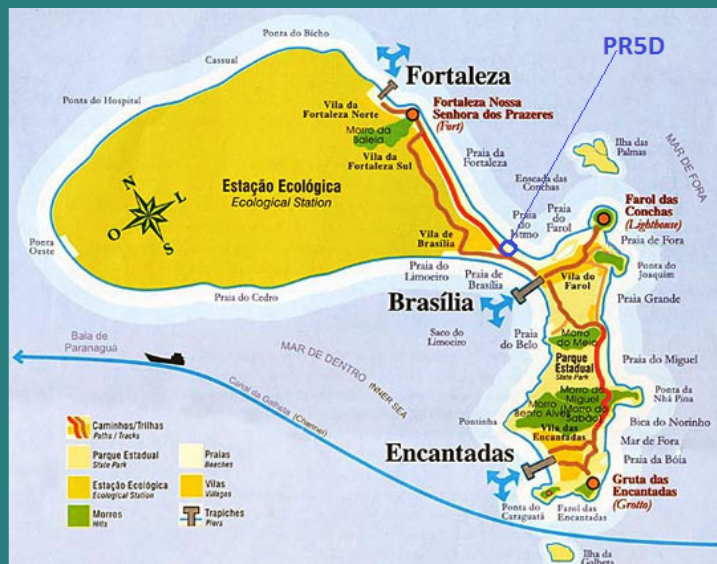 Ponta do Bicho
PR5D
Cassual
Fortaleza
Ponta do Hospital
Vila da
Fortaleza Norte
Fortaleza Nossa
Senhora dos Prazeres
(Fort)
Morro da
Baleia
Vila da
Fortaleza Sul
Praia da
Fortaleza
Ilha das
Palmas
MAR DE FORA
Enseada das
Conchas
Estação Ecológica
Ecological Station
N
L
O
S
Farol das
Conchas
(Lighthouse)
Praia
do
Istmo
Praia
do
Farol
Vila de
Brasília
Praia de Fora
Ponta
Oeste
Praia do
Limoeiro
Praia de
Brasília
Vila do
Farol
Ponta do
Joaquim
Praia do Cedro
Brasília
Praia Grande
Saco do
Limoeiro
Praia
do Belo
Morro
do Meio
Baia de
Paranaguá
MAR DE DENTRO
INNER SEA
Canal da Galheta (Channel)
Parque
Estadual
State Park
Praia do Miguel
Morro do
Miguel
(Morro do
Sabão)
Ponta da
Nhá Pina
Morro
Bento Alves
Pontinha
Vila das
Encantadas
Bica do Norinho
Mar de Fora
Encantadas
Praia da Bóia
Gruta das
Encantadas
(Grotto)
Ponta do
Caraguatá
Farol das
Encantadas
Ilha da
Galheta
Caminhos/Trilhas
Paths / Tracks
Parque Estadual
State Park
Praias
Beaches
Estação Ecológica
Ecological Station
Vilas
Villages
Morros
Hills
Trapiches
Piers